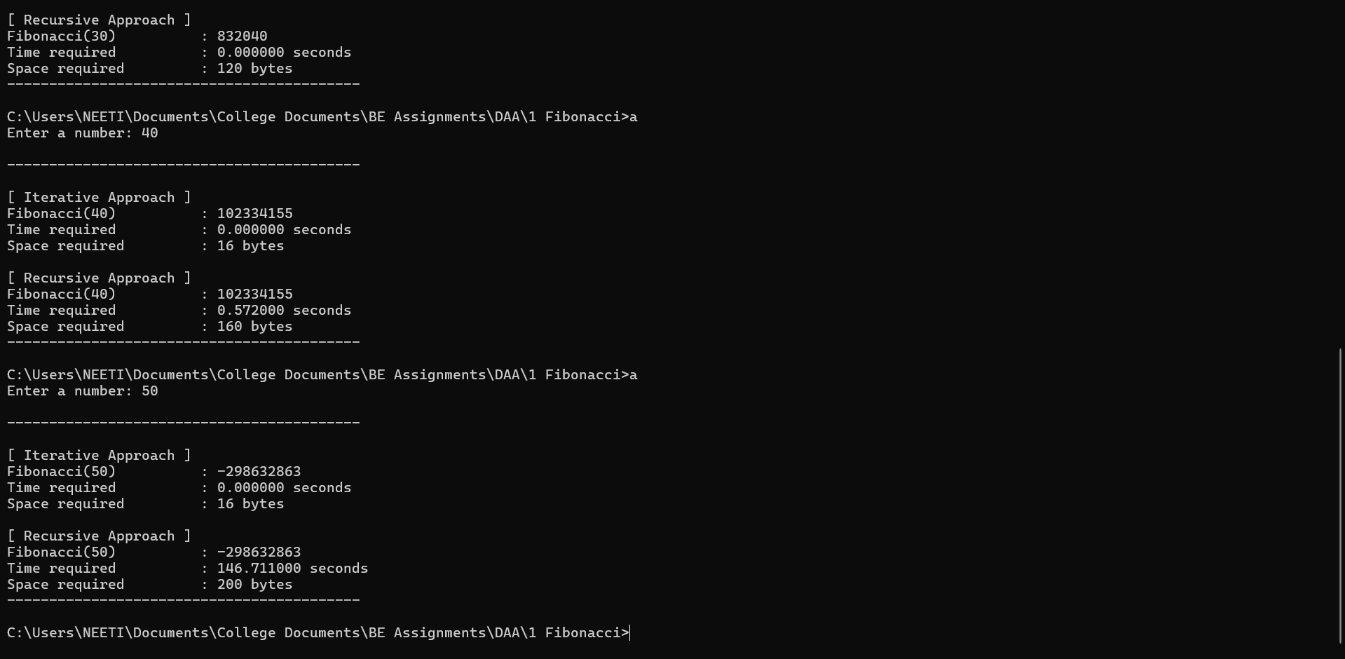 [ Recursive Approach ]
Fibonacci(30)          : 832040
Time required          : 0.000000 seconds
Space required         : 120 bytes
------------------------------------------
C:\Users\NEETI\Documents\College Documents\BE Assignments\DAA\1 Fibonacci>a
Enter a number: 40
------------------------------------------
[ Iterative Approach ]
Fibonacci(40)          : 102334155
Time required          : 0.000000 seconds
Space required         : 16 bytes
[ Recursive Approach ]
Fibonacci(40)          : 102334155
Time required          : 0.572000 seconds
Space required         : 160 bytes
------------------------------------------
C:\Users\NEETI\Documents\College Documents\BE Assignments\DAA\1 Fibonacci>a
Enter a number: 50
------------------------------------------
[ Iterative Approach ]
Fibonacci(50)          : -298632863
Time required          : 0.000000 seconds
Space required         : 16 bytes
[ Recursive Approach ]
Fibonacci(50)          : -298632863
Time required          : 146.711000 seconds
Space required         : 200 bytes
------------------------------------------
C:\Users\NEETI\Documents\College Documents\BE Assignments\DAA\1 Fibonacci>